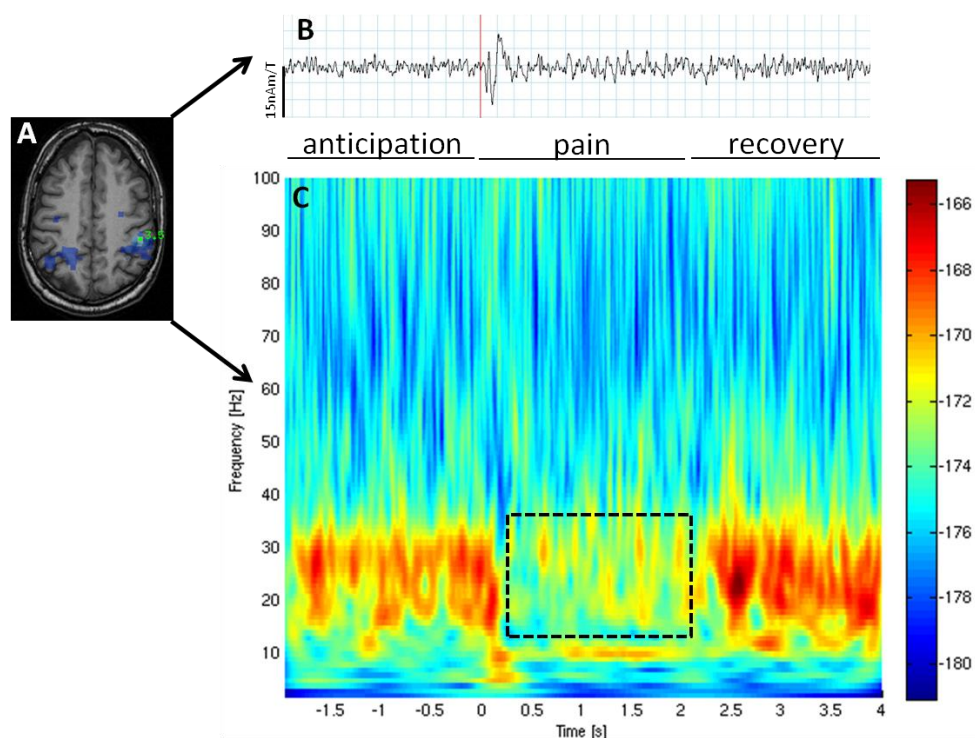 B
15nAm/T
A
-3.5
anticipation pain recovery
C
100
90
80
70
60
50
40
30
20
10
Frequency [Hz]
-1.5 -1 -0.5 0 0.5 1 1.5 2 2.5 3 3.5 4
Time [s]
-166
-168
-170
-172
-174
-176
-178
-180